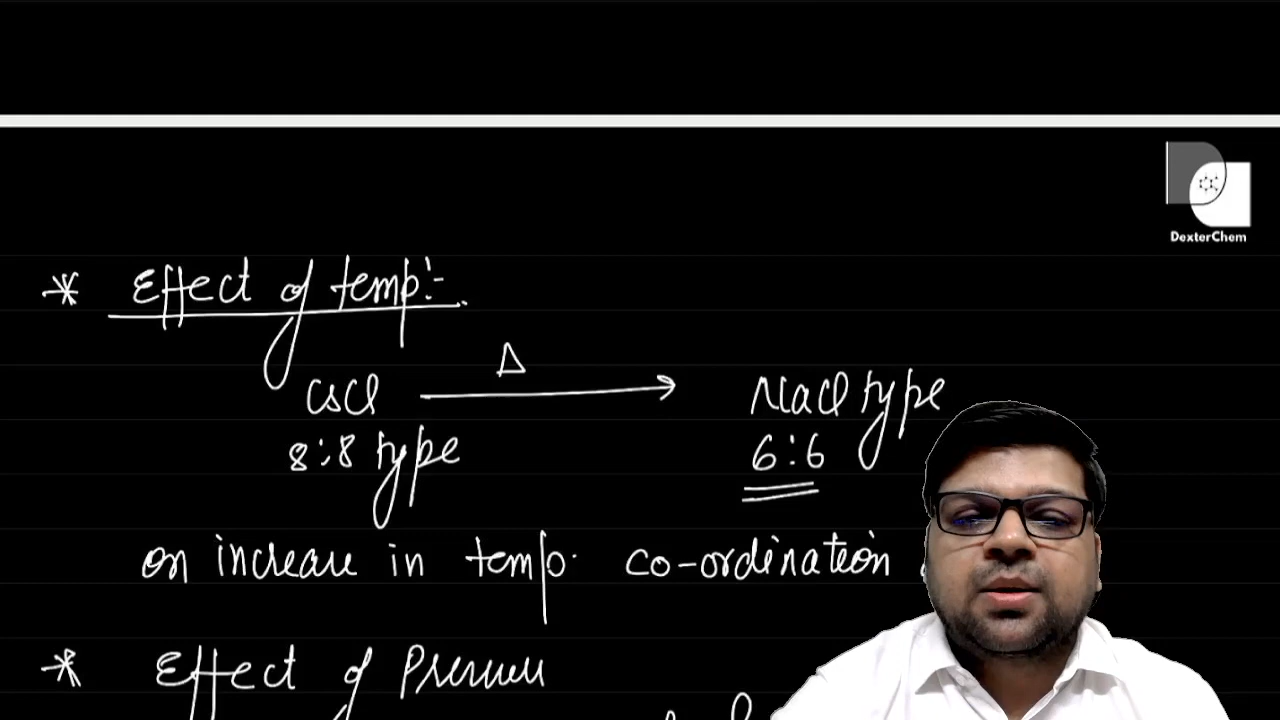 DexterChem
* Effect of temp:-
Δ
CsCl → NaCl type
8:8 type 6:6
on increase in temp. co-ordination
* Effect of Pressure